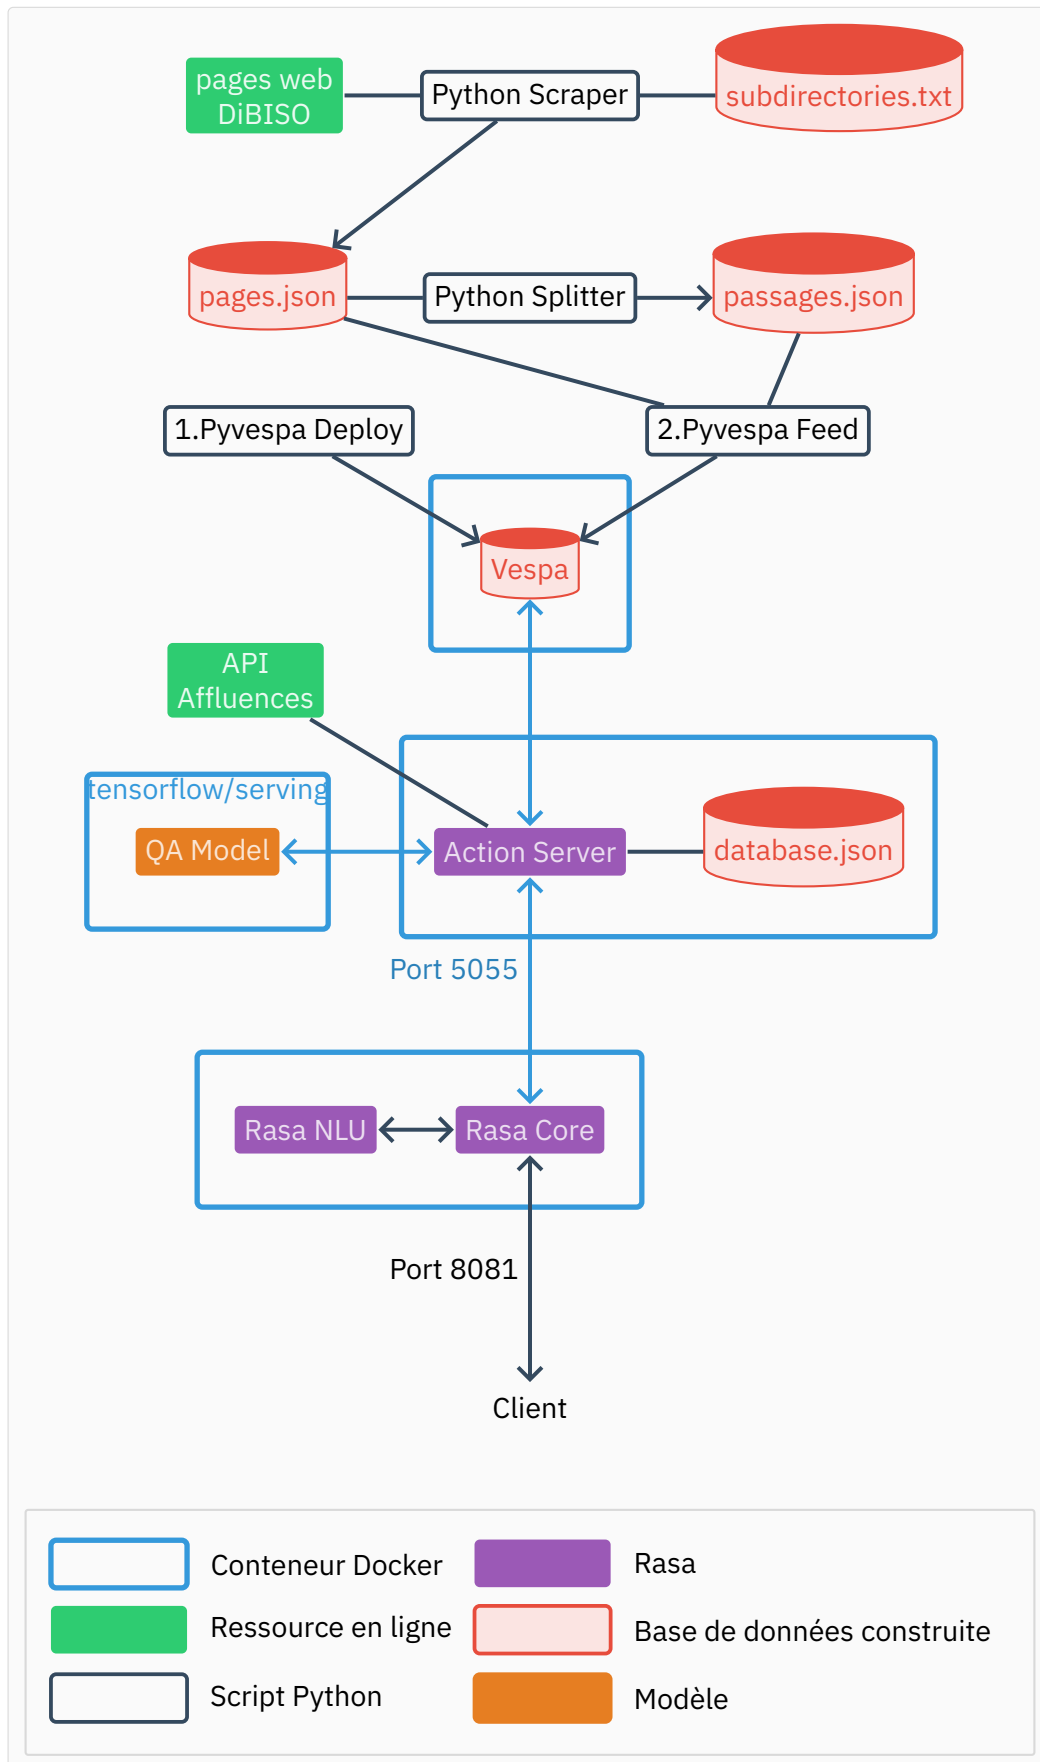 pages web
DiBISO
Python Scraper
subdirectories.txt
pages.json
Python Splitter
passages.json
1.Pyvespa Deploy
2.Pyvespa Feed
Vespa
API
Affluences
tensorflow/serving
QA Model
Action Server
database.json
Port 5055
Rasa NLU
Rasa Core
Port 8081
Client
Conteneur Docker
Rasa
Ressource en ligne
Base de données construite
Script Python
Modèle